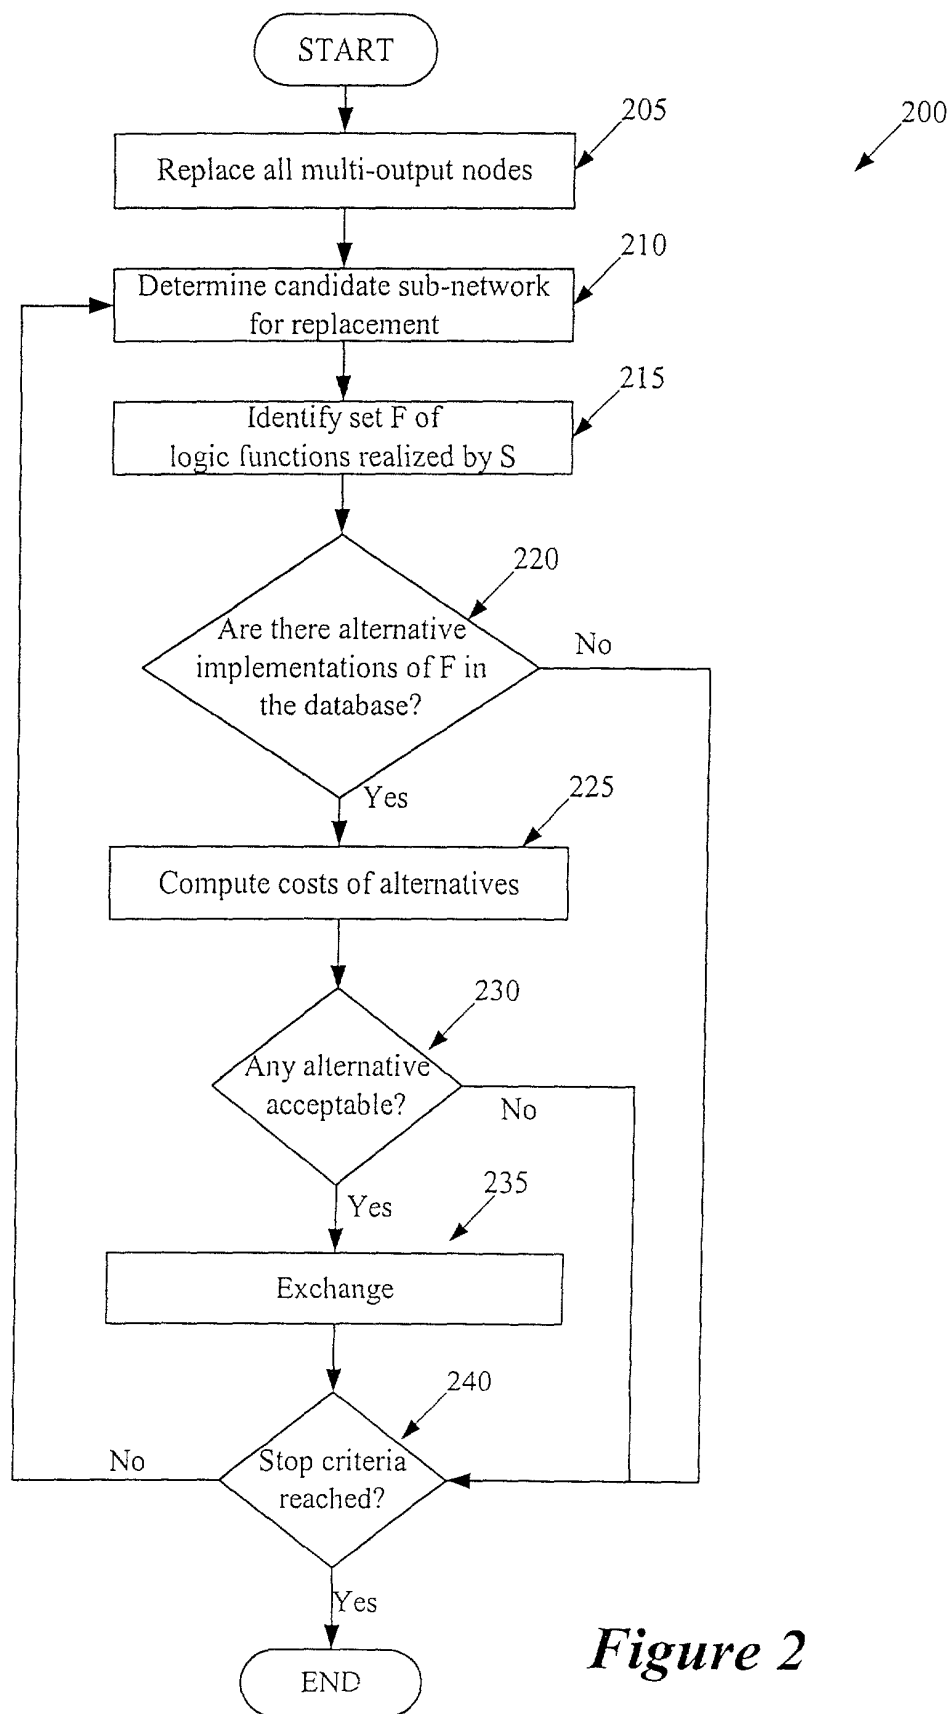 START
205
200
Replace all multi-output nodes
210
Determine candidate sub-network
for replacement
215
Identify set F of
logic functions realized by S
220
Are there alternative
implementations of F in
the database?
No
Yes
225
Compute costs of alternatives
230
Any alternative
acceptable?
No
Yes
235
Exchange
240
Stop criteria
reached?
No
Yes
END
Figure 2